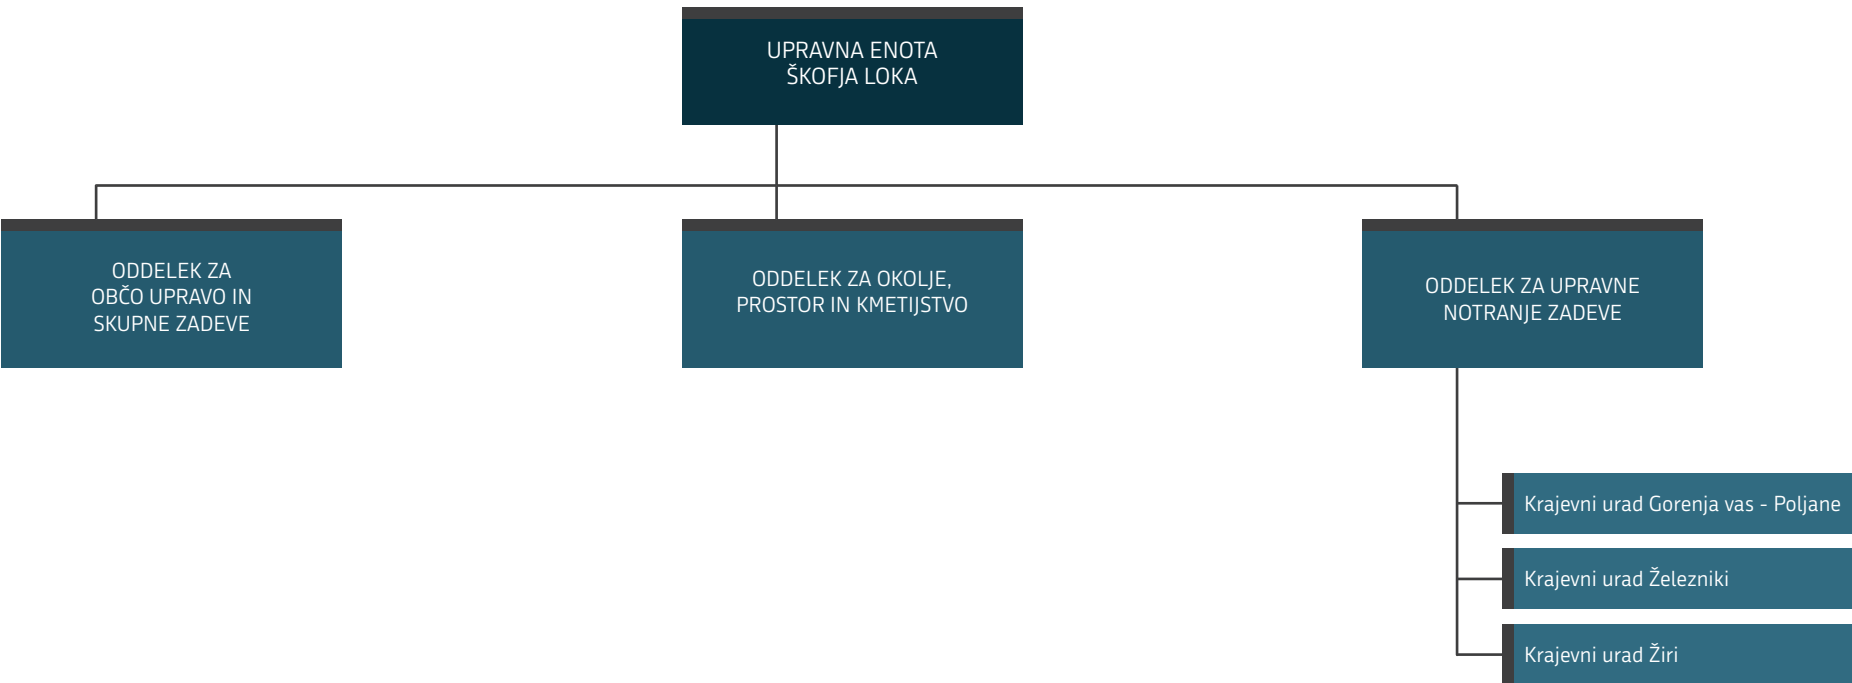 UPRAVNA ENOTA
ŠKOFJA LOKA
ODDELEK ZA
OBČO UPRAVO IN
SKUPNE ZADEVE
ODDELEK ZA OKOLJE,
PROSTOR IN KMETIJSTVO
ODDELEK ZA UPRAVNE
NOTRANJE ZADEVE
Krajevni urad Gorenja vas - Poljane
Krajevni urad Železniki
Krajevni urad Žiri